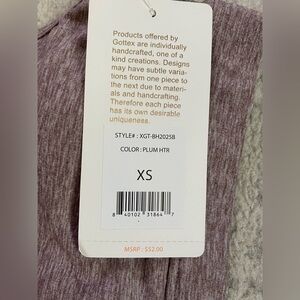 Products offered by
Gottex are individually
handcrafted, one of a
kind creations. Designs
may have subtle varia-
tions from one piece to
the next due to materi-
als and handcrafting.
Therefore each piece
has its own desirable
uniqueness.
STYLE# : XGT-BH2025B
COLOR : PLUM HTR
XS
8 40102 31864 7
MSRP : $52.00